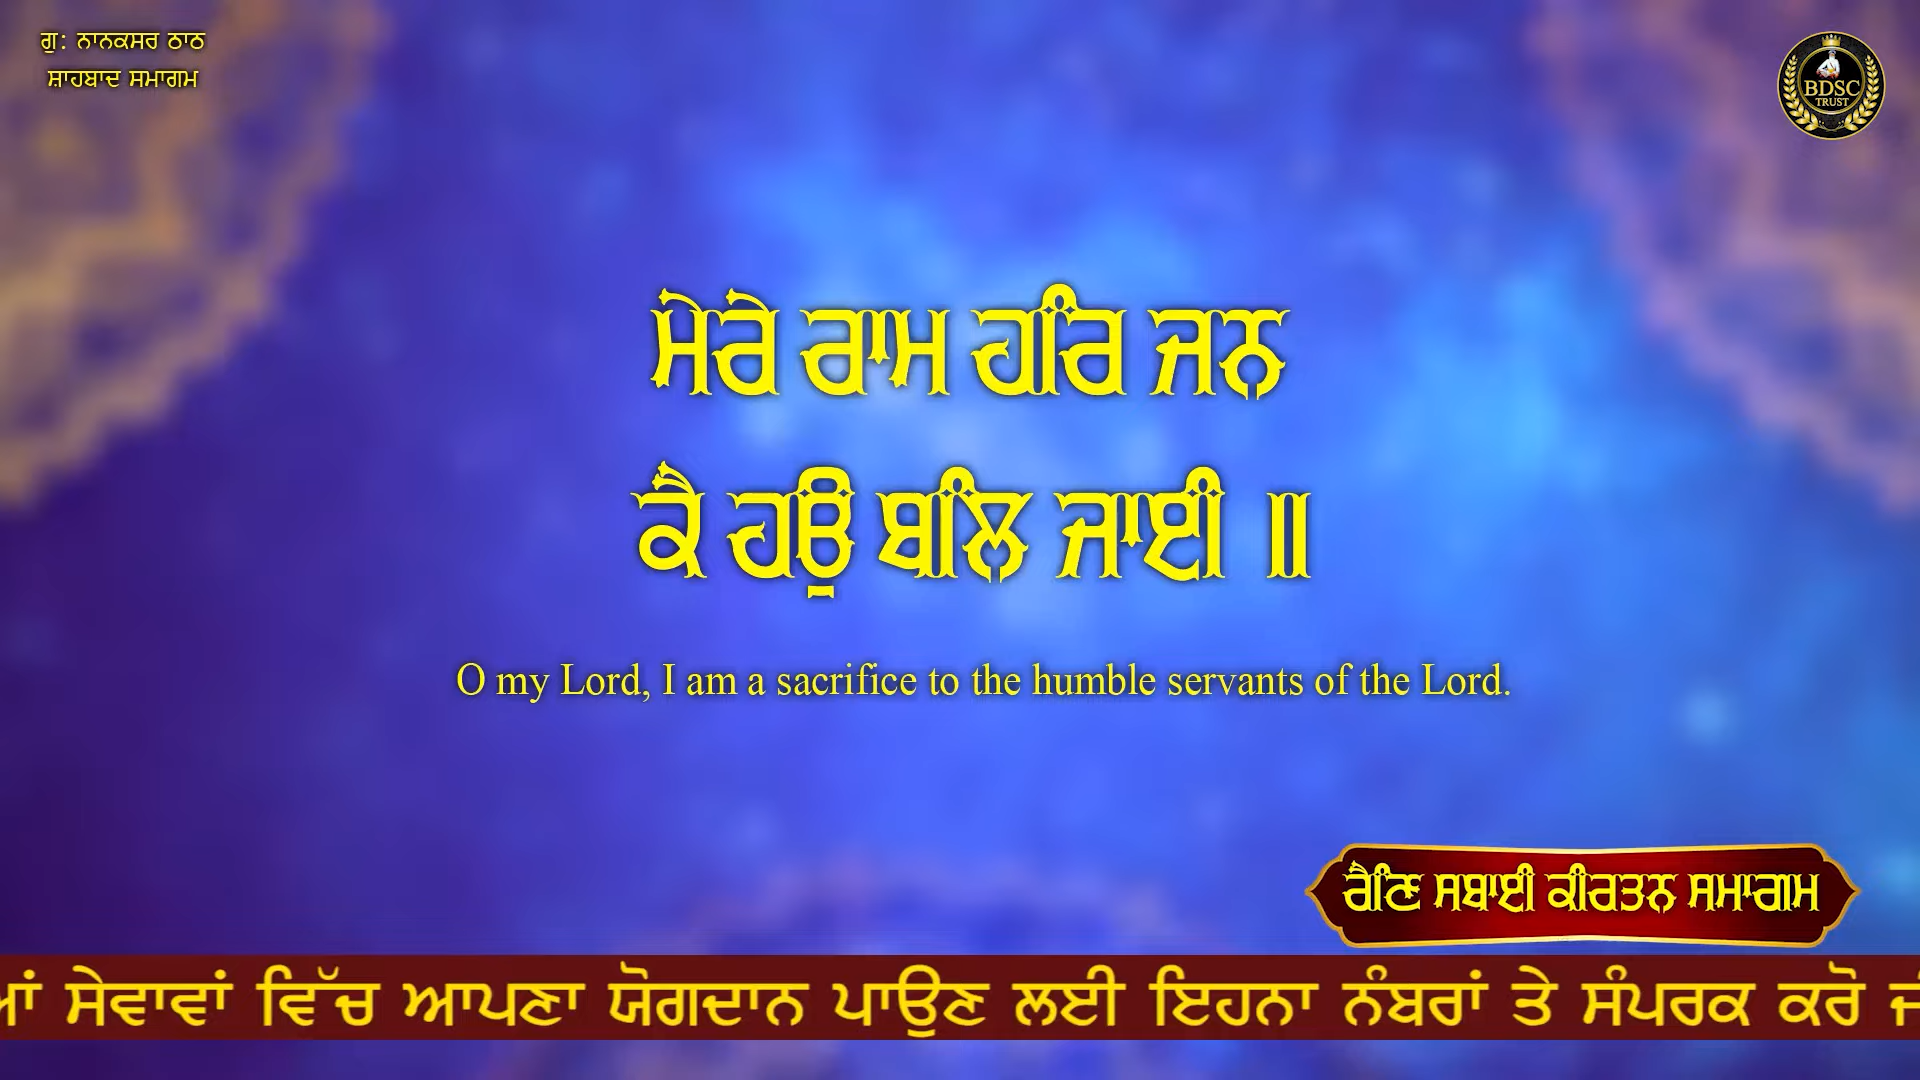 ਗੁ: ਨਾਨਕਸਰ ਠਾਠ
ਸ਼ਾਹਬਾਦ ਸਮਾਗਮ
BDSC
TRUST
ਮੇਰੇ ਰਾਮ ਹਰਿ ਜਨ
ਕੈ ਹਉ ਬਲਿ ਜਾਈ ॥
O my Lord, I am a sacrifice to the humble servants of the Lord.
ਰੈਣਿ ਸਬਾਈ ਕੀਰਤਨ ਸਮਾਗਮ
ਸੇਵਾਵਾਂ ਵਿੱਚ ਆਪਣਾ ਯੋਗਦਾਨ ਪਾਉਣ ਲਈ ਇਹਨਾ ਨੰਬਰਾਂ ਤੇ ਸੰਪਰਕ ਕਰੋ